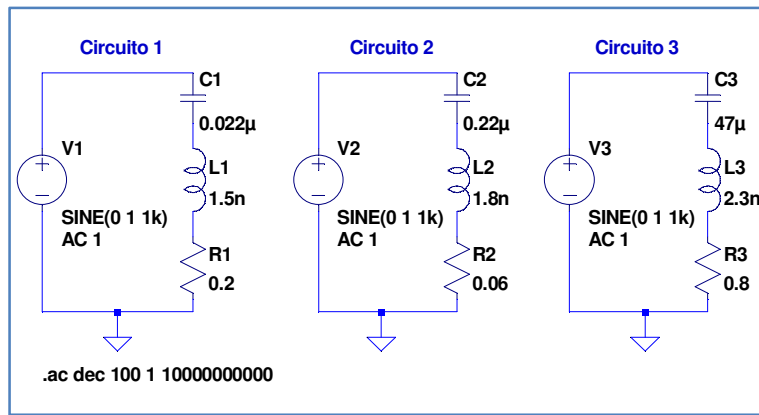 Circuito 1
C1
0.022µ
V1
L1
1.5n
SINE(0 1 1k)
AC 1
R1
0.2
.ac dec 100 1 10000000000
Circuito 2
C2
0.22µ
V2
L2
1.8n
SINE(0 1 1k)
AC 1
R2
0.06
Circuito 3
C3
47µ
V3
L3
2.3n
SINE(0 1 1k)
AC 1
R3
0.8